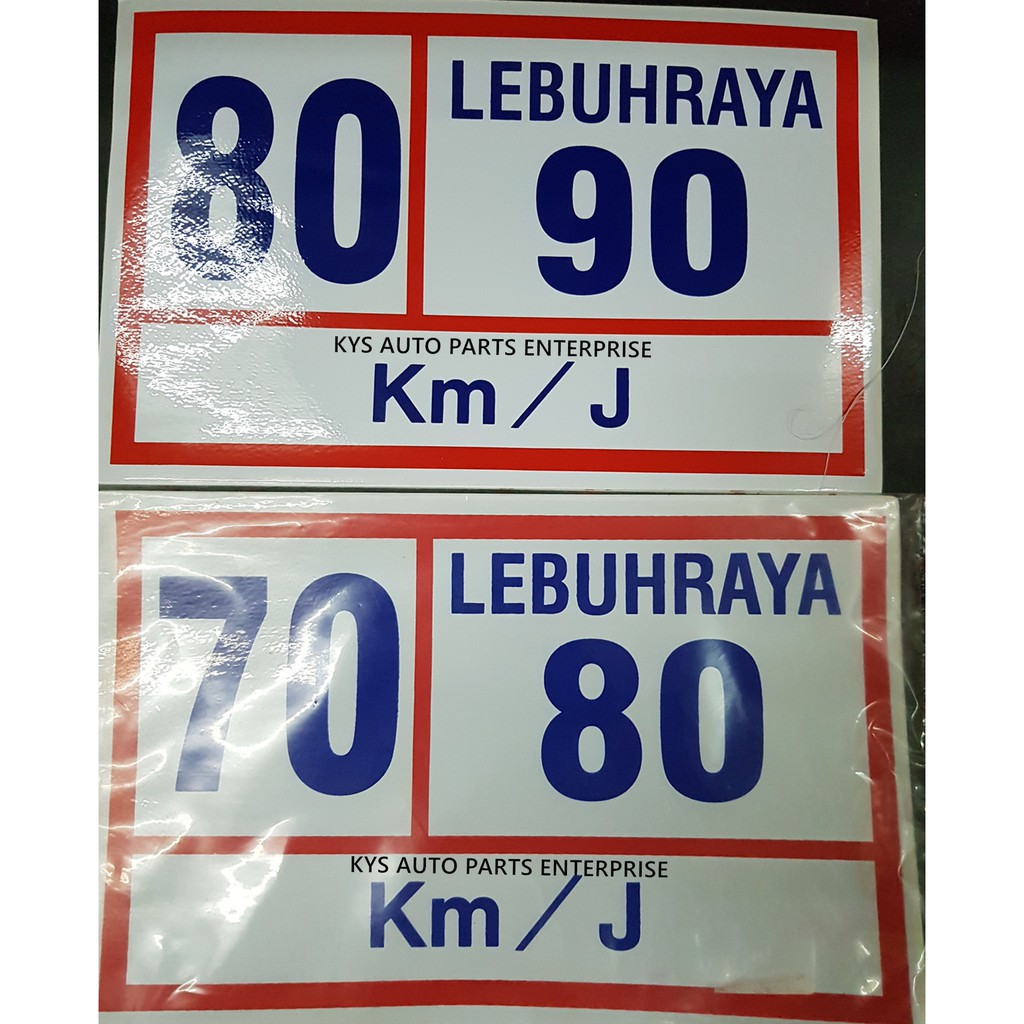 80
LEBUHRAYA
90
KYS AUTO PARTS ENTERPRISE
Km / J
70
LEBUHRAYA
80
KYS AUTO PARTS ENTERPRISE
Km / J